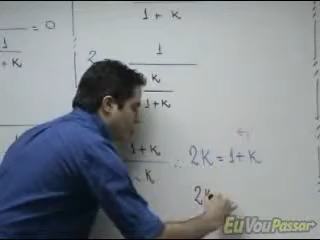 1 + K
= 0
1
+ K
2
1
K
1 + K
1 + K
K
∴ 2K = 1 + K
2K
EuVouPassar